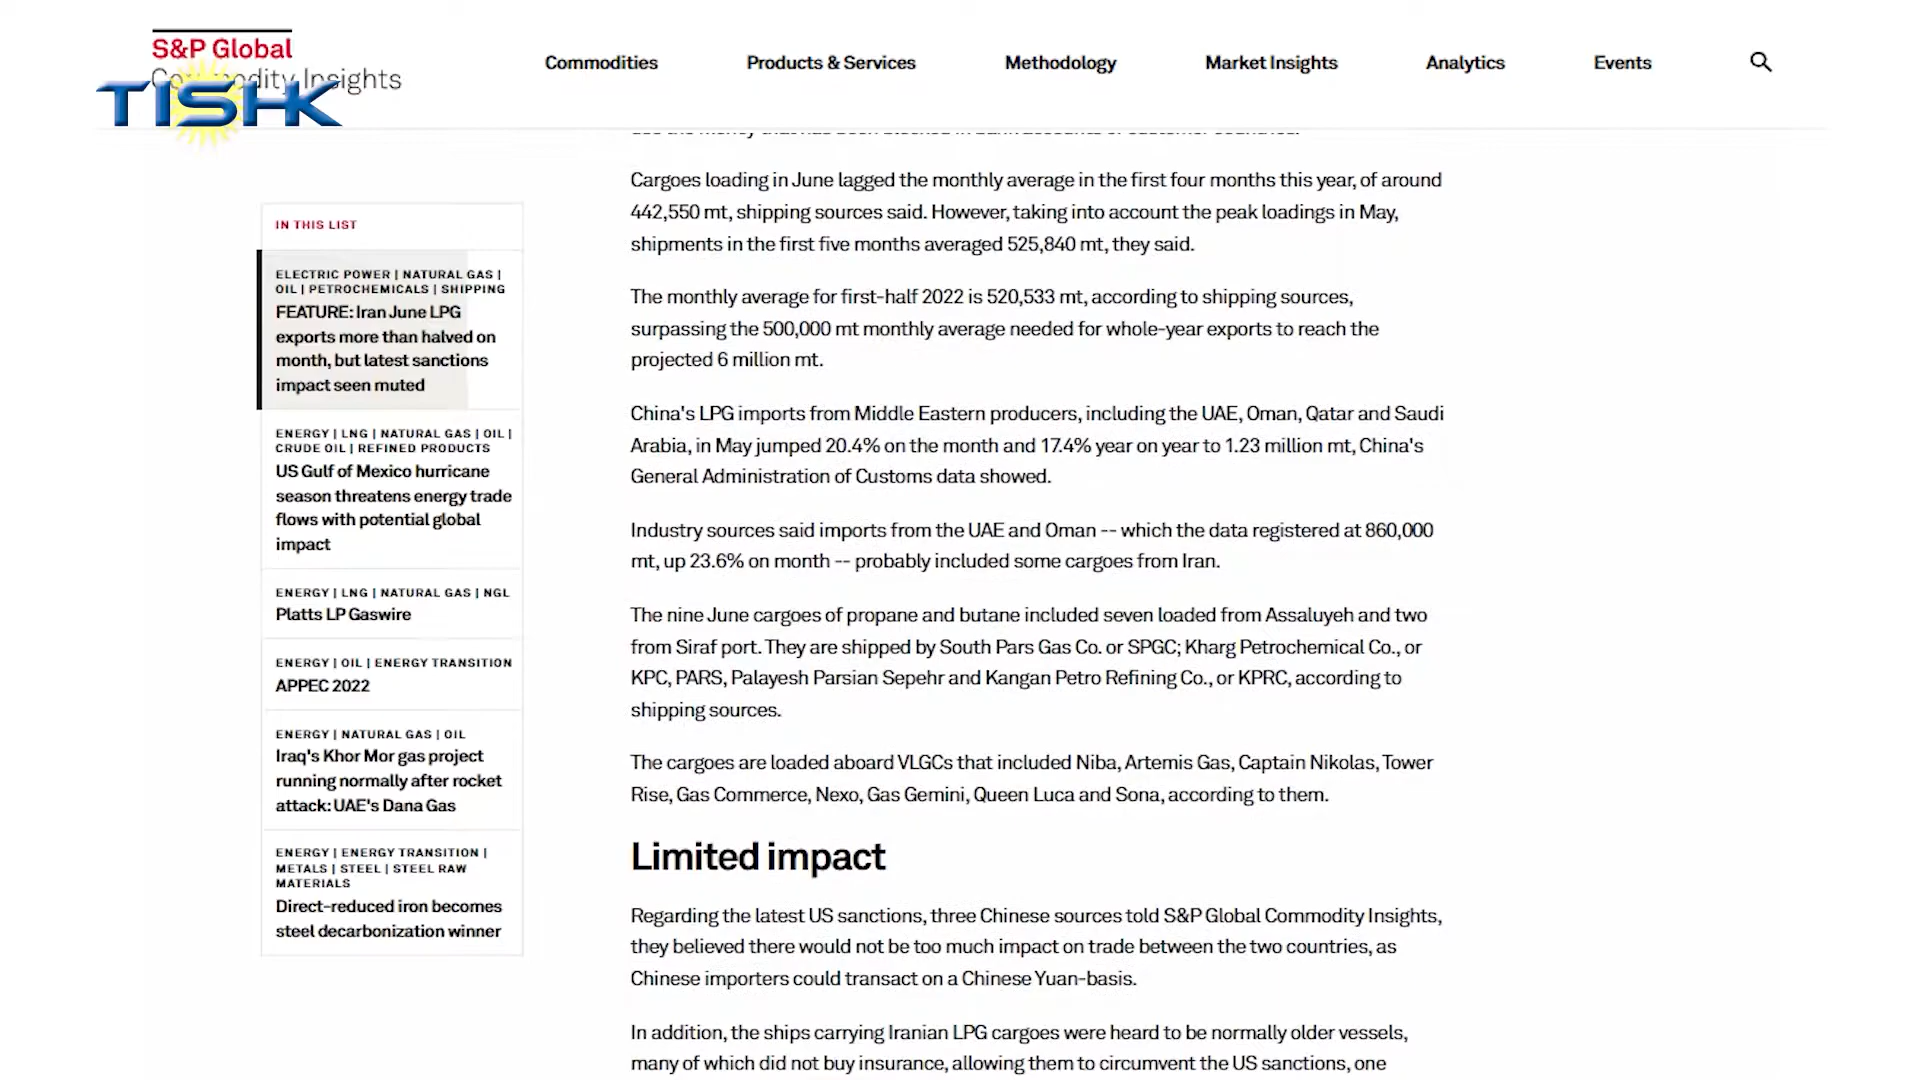 S&P Global
Commodity Insights
TISHK
Commodities
Products & Services
Methodology
Market Insights
Analytics
Events
IN THIS LIST
ELECTRIC POWER | NATURAL GAS |
OIL | PETROCHEMICALS | SHIPPING
FEATURE: Iran June LPG
exports more than halved on
month, but latest sanctions
impact seen muted
ENERGY | LNG | NATURAL GAS | OIL |
CRUDE OIL | REFINED PRODUCTS
US Gulf of Mexico hurricane
season threatens energy trade
flows with potential global
impact
ENERGY | LNG | NATURAL GAS | NGL
Platts LP Gaswire
ENERGY | OIL | ENERGY TRANSITION
APPEC 2022
ENERGY | NATURAL GAS | OIL
Iraq's Khor Mor gas project
running normally after rocket
attack: UAE's Dana Gas
ENERGY | ENERGY TRANSITION |
METALS | STEEL | STEEL RAW
MATERIALS
Direct-reduced iron becomes
steel decarbonization winner
Cargoes loading in June lagged the monthly average in the first four months this year, of around
442,550 mt, shipping sources said. However, taking into account the peak loadings in May,
shipments in the first five months averaged 525,840 mt, they said.
The monthly average for first-half 2022 is 520,533 mt, according to shipping sources,
surpassing the 500,000 mt monthly average needed for whole-year exports to reach the
projected 6 million mt.
China's LPG imports from Middle Eastern producers, including the UAE, Oman, Qatar and Saudi
Arabia, in May jumped 20.4% on the month and 17.4% year on year to 1.23 million mt, China's
General Administration of Customs data showed.
Industry sources said imports from the UAE and Oman -- which the data registered at 860,000
mt, up 23.6% on month -- probably included some cargoes from Iran.
The nine June cargoes of propane and butane included seven loaded from Assaluyeh and two
from Siraf port. They are shipped by South Pars Gas Co. or SPGC; Kharg Petrochemical Co., or
KPC, PARS, Palayesh Parsian Sepehr and Kangan Petro Refining Co., or KPRC, according to
shipping sources.
The cargoes are loaded aboard VLGCs that included Niba, Artemis Gas, Captain Nikolas, Tower
Rise, Gas Commerce, Nexo, Gas Gemini, Queen Luca and Sona, according to them.
Limited impact
Regarding the latest US sanctions, three Chinese sources told S&P Global Commodity Insights,
they believed there would not be too much impact on trade between the two countries, as
Chinese importers could transact on a Chinese Yuan-basis.
In addition, the ships carrying Iranian LPG cargoes were heard to be normally older vessels,
many of which did not buy insurance, allowing them to circumvent the US sanctions, one